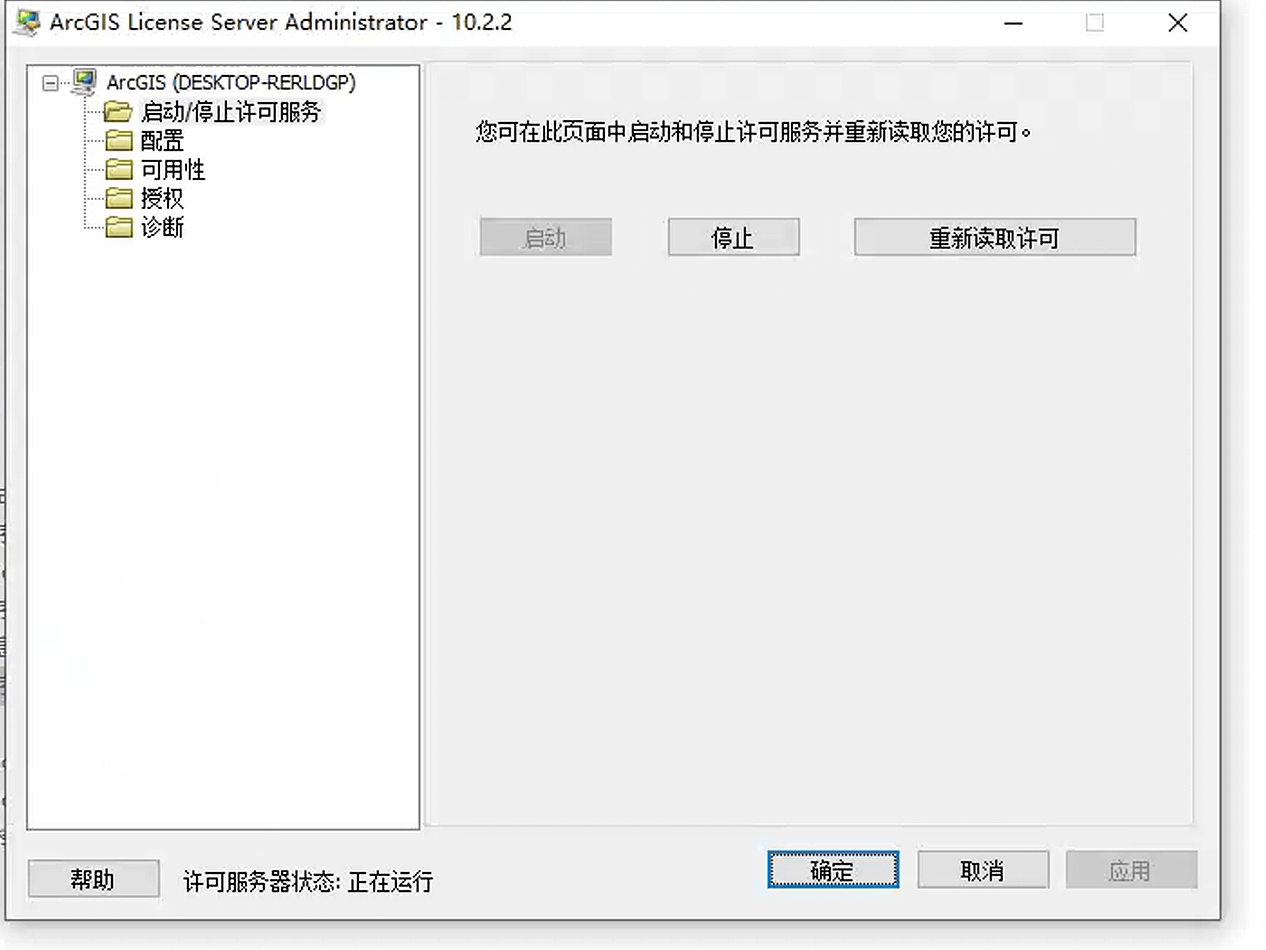 ArcGIS License Server Administrator - 10.2.2
ArcGIS (DESKTOP-RERLDGP)
启动/停止许可服务
配置
可用性
授权
诊断
您可在此页面中启动和停止许可服务并重新读取您的许可。
启动
停止
重新读取许可
帮助
许可服务器状态: 正在运行
确定
取消
应用